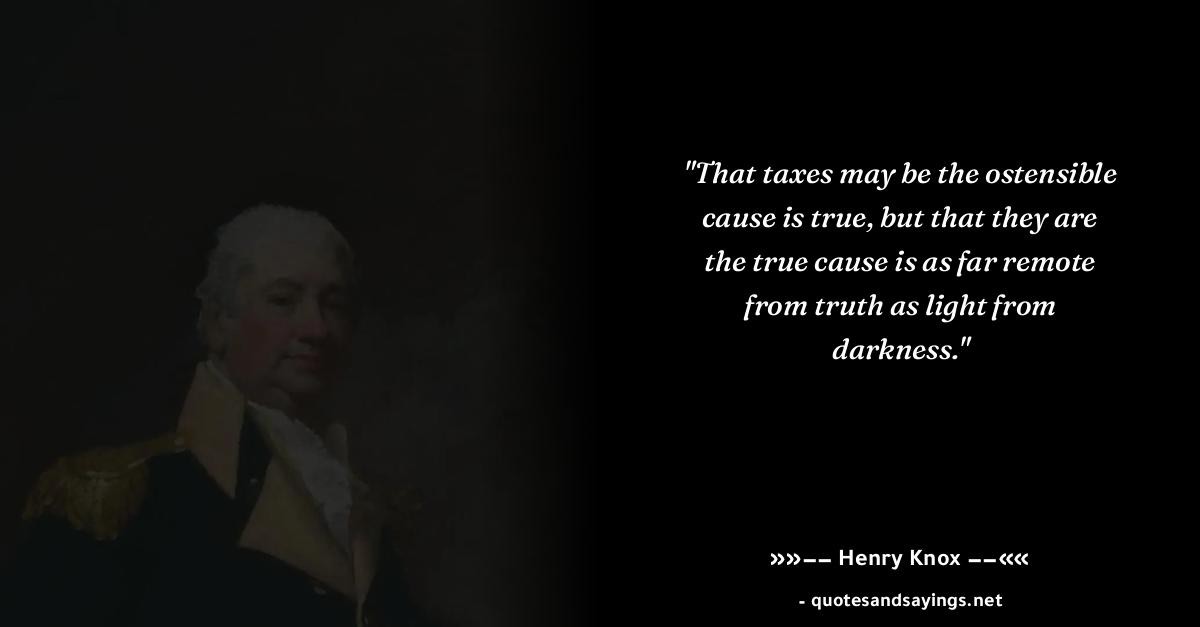 "That taxes may be the ostensible
cause is true, but that they are
the true cause is as far remote
from truth as light from
darkness."
»»−− Henry Knox −−««
- quotesandsayings.net